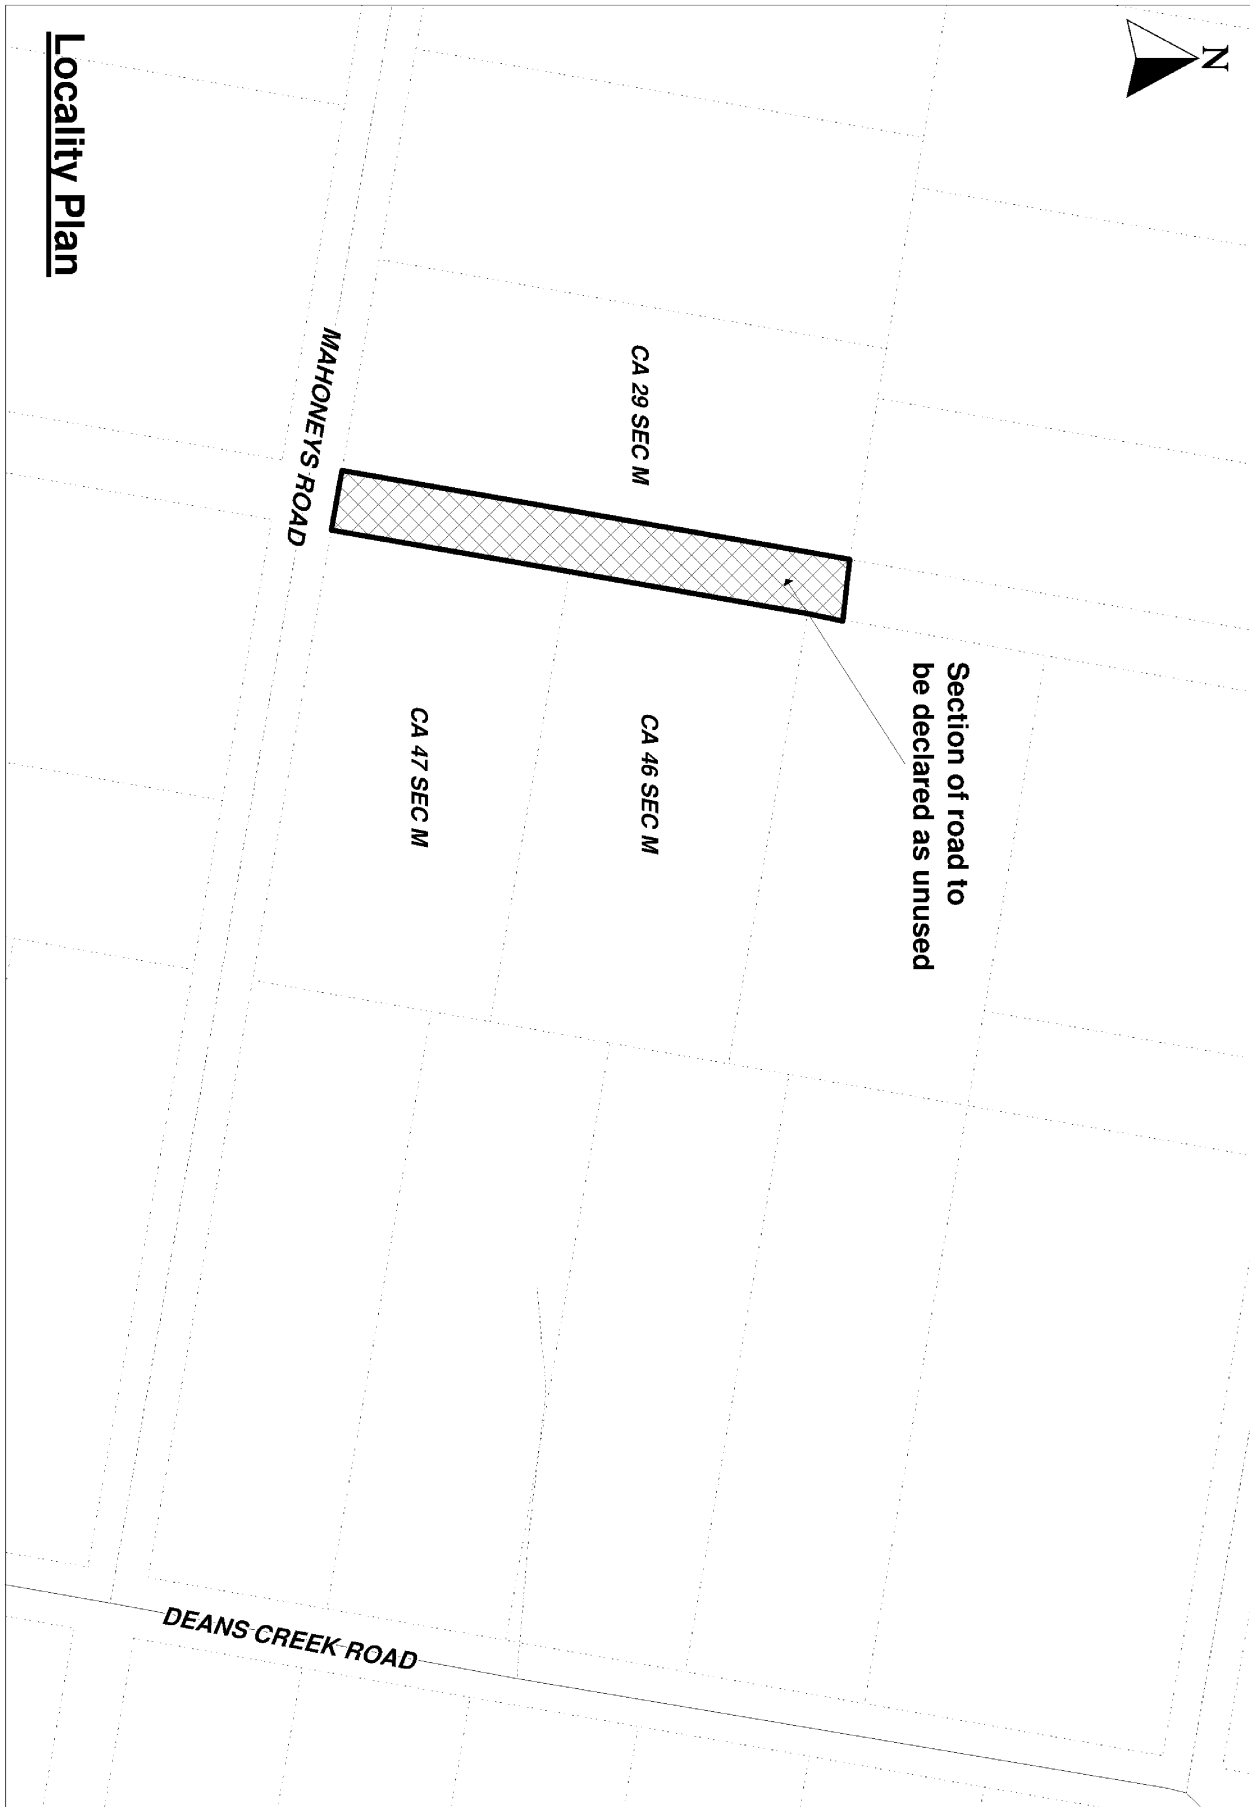 N
CA 29 SEC M
Section of road to
be declared as unused
CA 46 SEC M
CA 47 SEC M
MAHONEYS ROAD
DEANS CREEK ROAD
Locality Plan